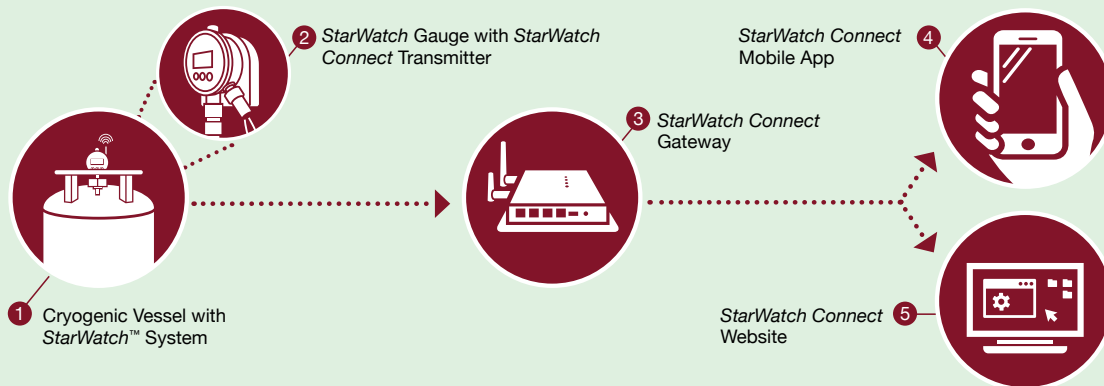 1 Cryogenic Vessel with
StarWatch™ System
2 StarWatch Gauge with StarWatch
Connect Transmitter
3 StarWatch Connect
Gateway
StarWatch Connect 4
Mobile App
StarWatch Connect 5
Website